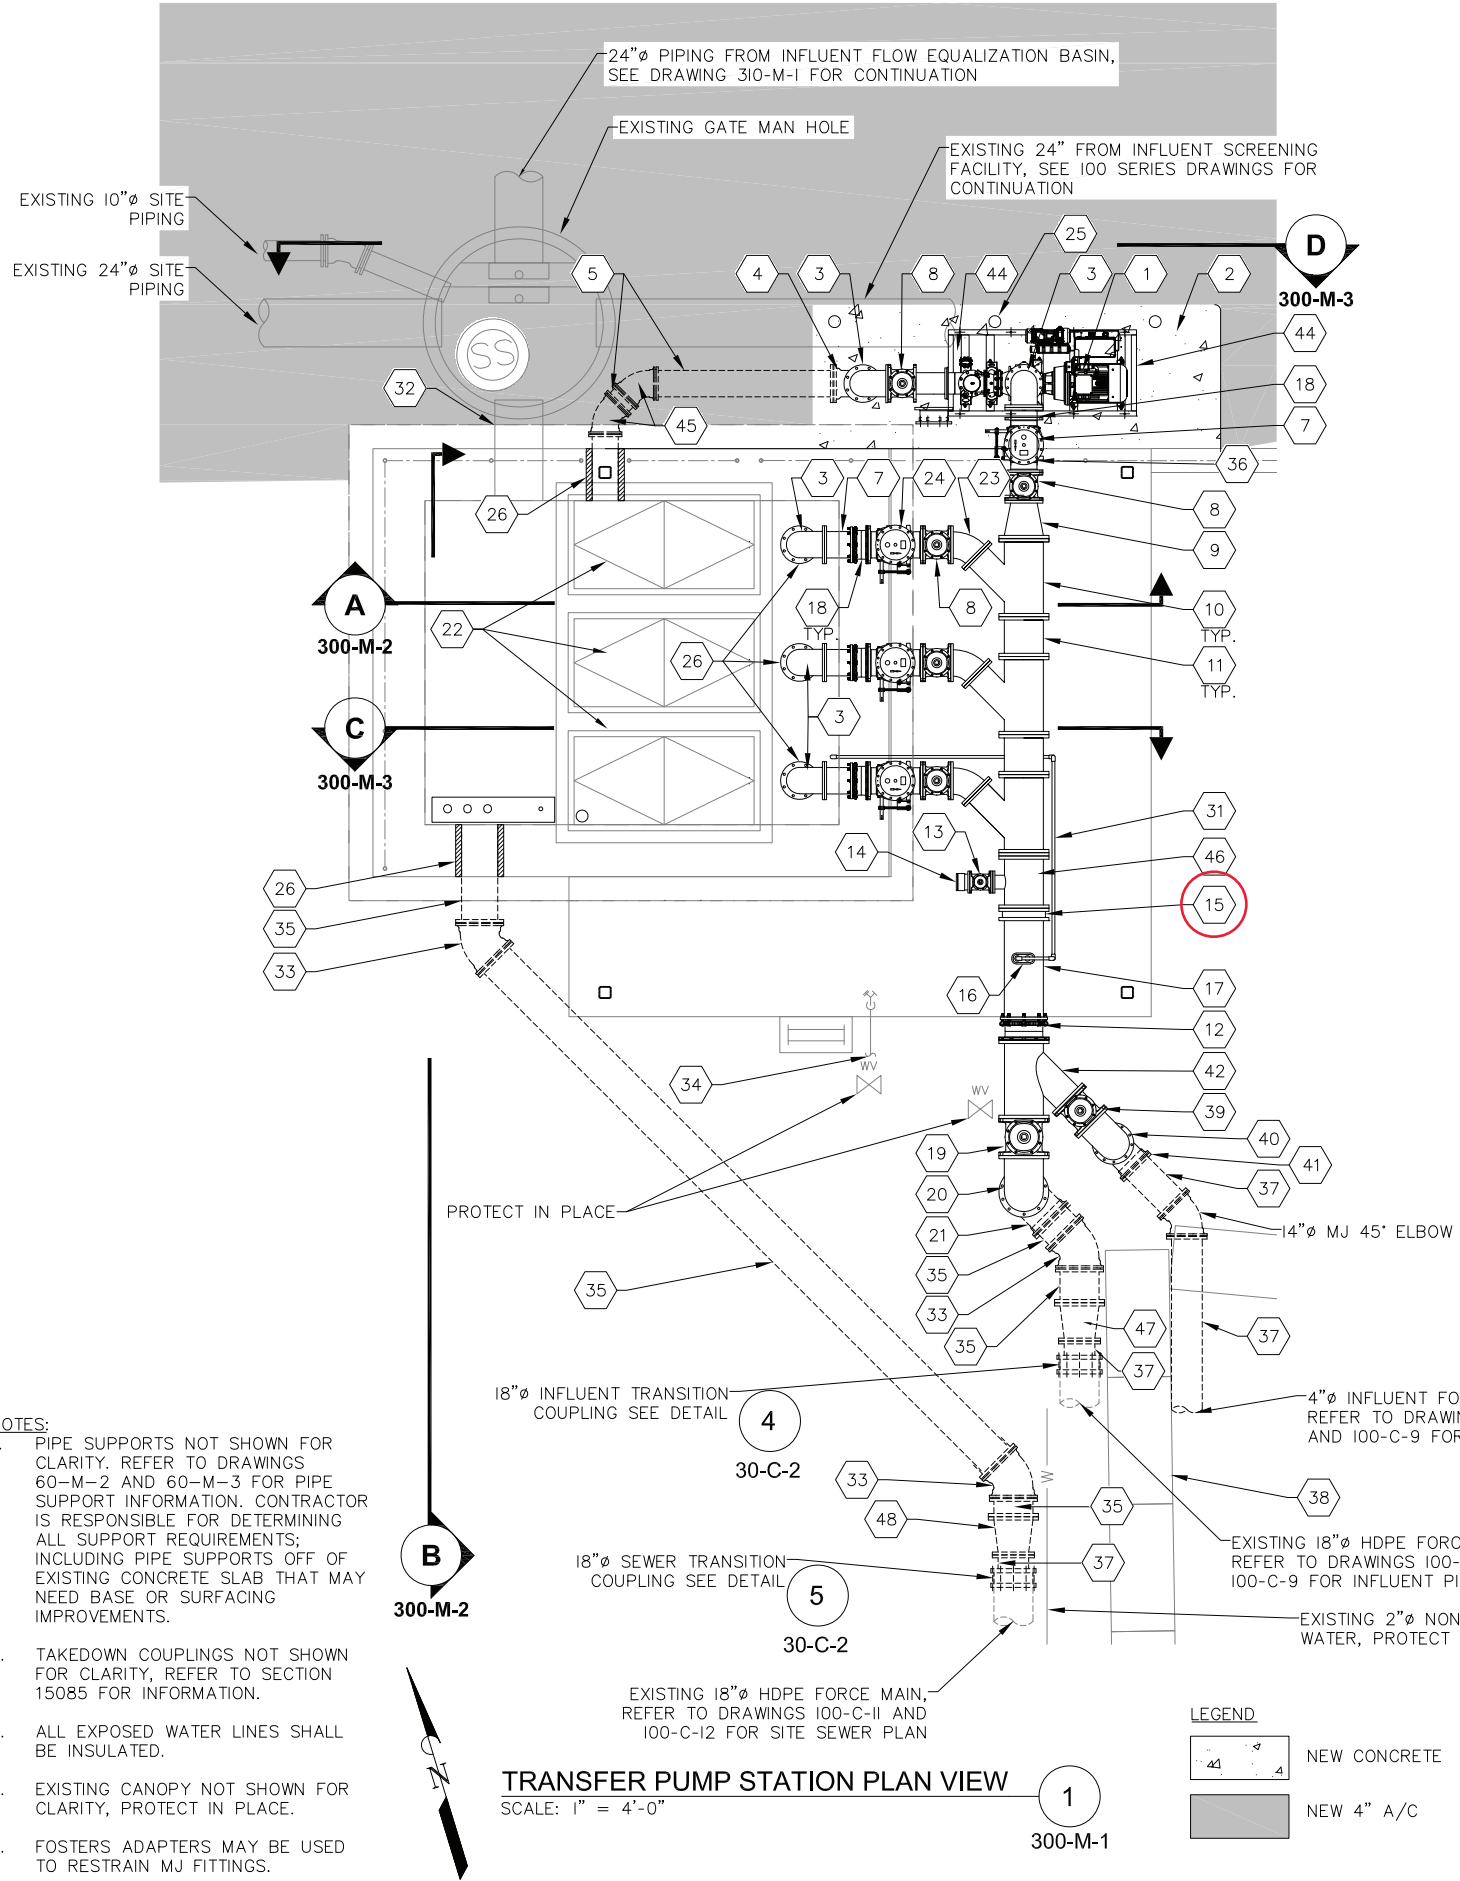 24"ø PIPING FROM INFLUENT FLOW EQUALIZATION BASIN,
SEE DRAWING 310-M-1 FOR CONTINUATION
EXISTING GATE MAN HOLE
EXISTING 24" FROM INFLUENT SCREENING
FACILITY, SEE 100 SERIES DRAWINGS FOR
CONTINUATION
EXISTING 10"ø SITE
PIPING
EXISTING 24"ø SITE
PIPING
SS
D
300-M-3
25
5
4
3
8
44
3
1
2
44
32
45
18
7
36
26
3
7
24
23
8
9
A
300-M-2
22
18
TYP.
8
10
TYP.
26
11
TYP.
C
300-M-3
3
31
13
14
46
26
15
35
33
16
17
12
34
WV
WV
42
39
19
40
41
20
37
PROTECT IN PLACE
21
14"ø MJ 45° ELBOW
35
35
33
47
37
35
37
18"ø INFLUENT TRANSITION
COUPLING SEE DETAIL
4
30-C-2
4"ø INFLUENT FO
REFER TO DRAWI
AND 100-C-9 FOR
W
33
35
38
48
EXISTING 18"ø HDPE FORC
REFER TO DRAWINGS 100-
100-C-9 FOR INFLUENT PI
37
18"ø SEWER TRANSITION
COUPLING SEE DETAIL
5
30-C-2
B
300-M-2
EXISTING 2"ø NON
WATER, PROTECT
EXISTING 18"ø HDPE FORCE MAIN,
REFER TO DRAWINGS 100-C-11 AND
100-C-12 FOR SITE SEWER PLAN
OTES:
. PIPE SUPPORTS NOT SHOWN FOR
CLARITY. REFER TO DRAWINGS
60-M-2 AND 60-M-3 FOR PIPE
SUPPORT INFORMATION. CONTRACTOR
IS RESPONSIBLE FOR DETERMINING
ALL SUPPORT REQUIREMENTS;
INCLUDING PIPE SUPPORTS OFF OF
EXISTING CONCRETE SLAB THAT MAY
NEED BASE OR SURFACING
IMPROVEMENTS.
. TAKEDOWN COUPLINGS NOT SHOWN
FOR CLARITY, REFER TO SECTION
15085 FOR INFORMATION.
. ALL EXPOSED WATER LINES SHALL
BE INSULATED.
. EXISTING CANOPY NOT SHOWN FOR
CLARITY, PROTECT IN PLACE.
. FOSTERS ADAPTERS MAY BE USED
TO RESTRAIN MJ FITTINGS.
N
TRANSFER PUMP STATION PLAN VIEW
SCALE: 1" = 4'-0"
1
300-M-1
LEGEND
NEW CONCRETE
NEW 4" A/C